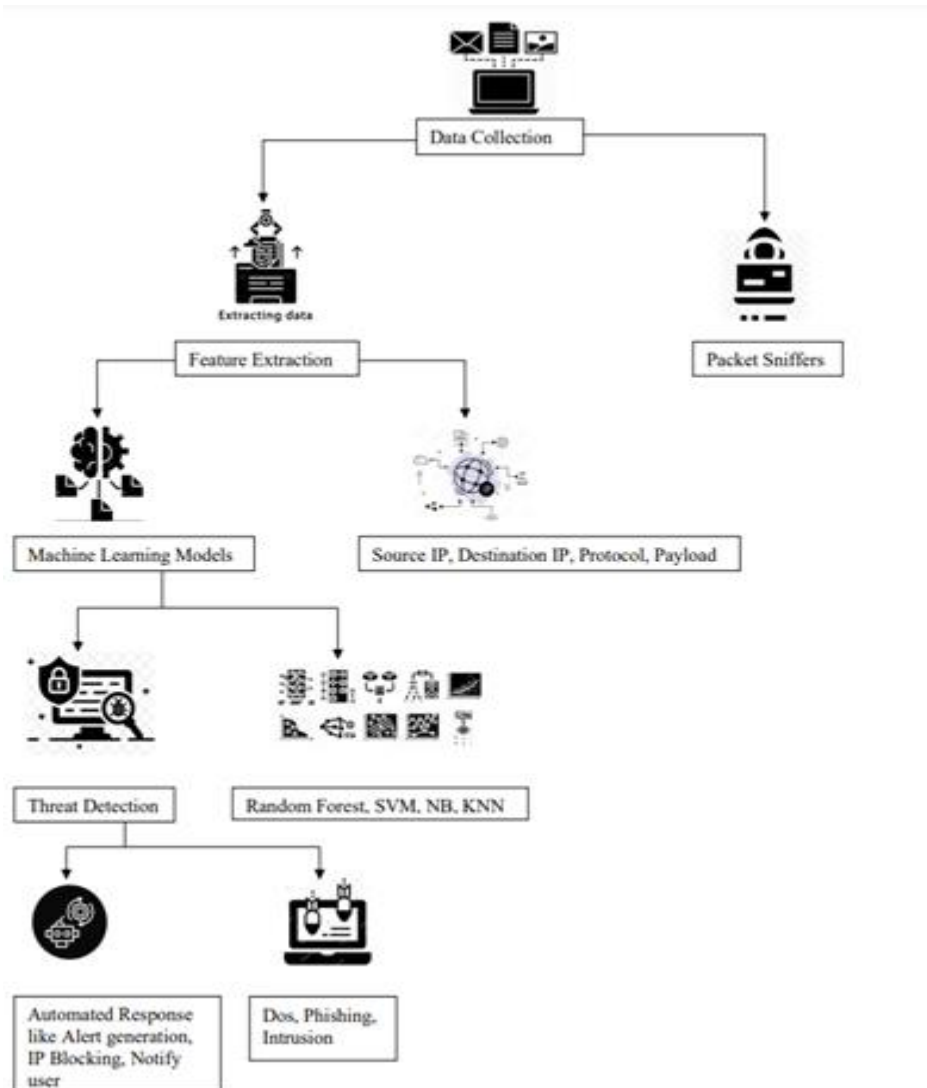 Data Collection
Extracting data
Feature Extraction
Packet Sniffers
Machine Learning Models
Source IP, Destination IP, Protocol, Payload
Threat Detection
Random Forest, SVM, NB, KNN
Automated Response
like Alert generation,
IP Blocking, Notify
user
Dos, Phishing,
Intrusion